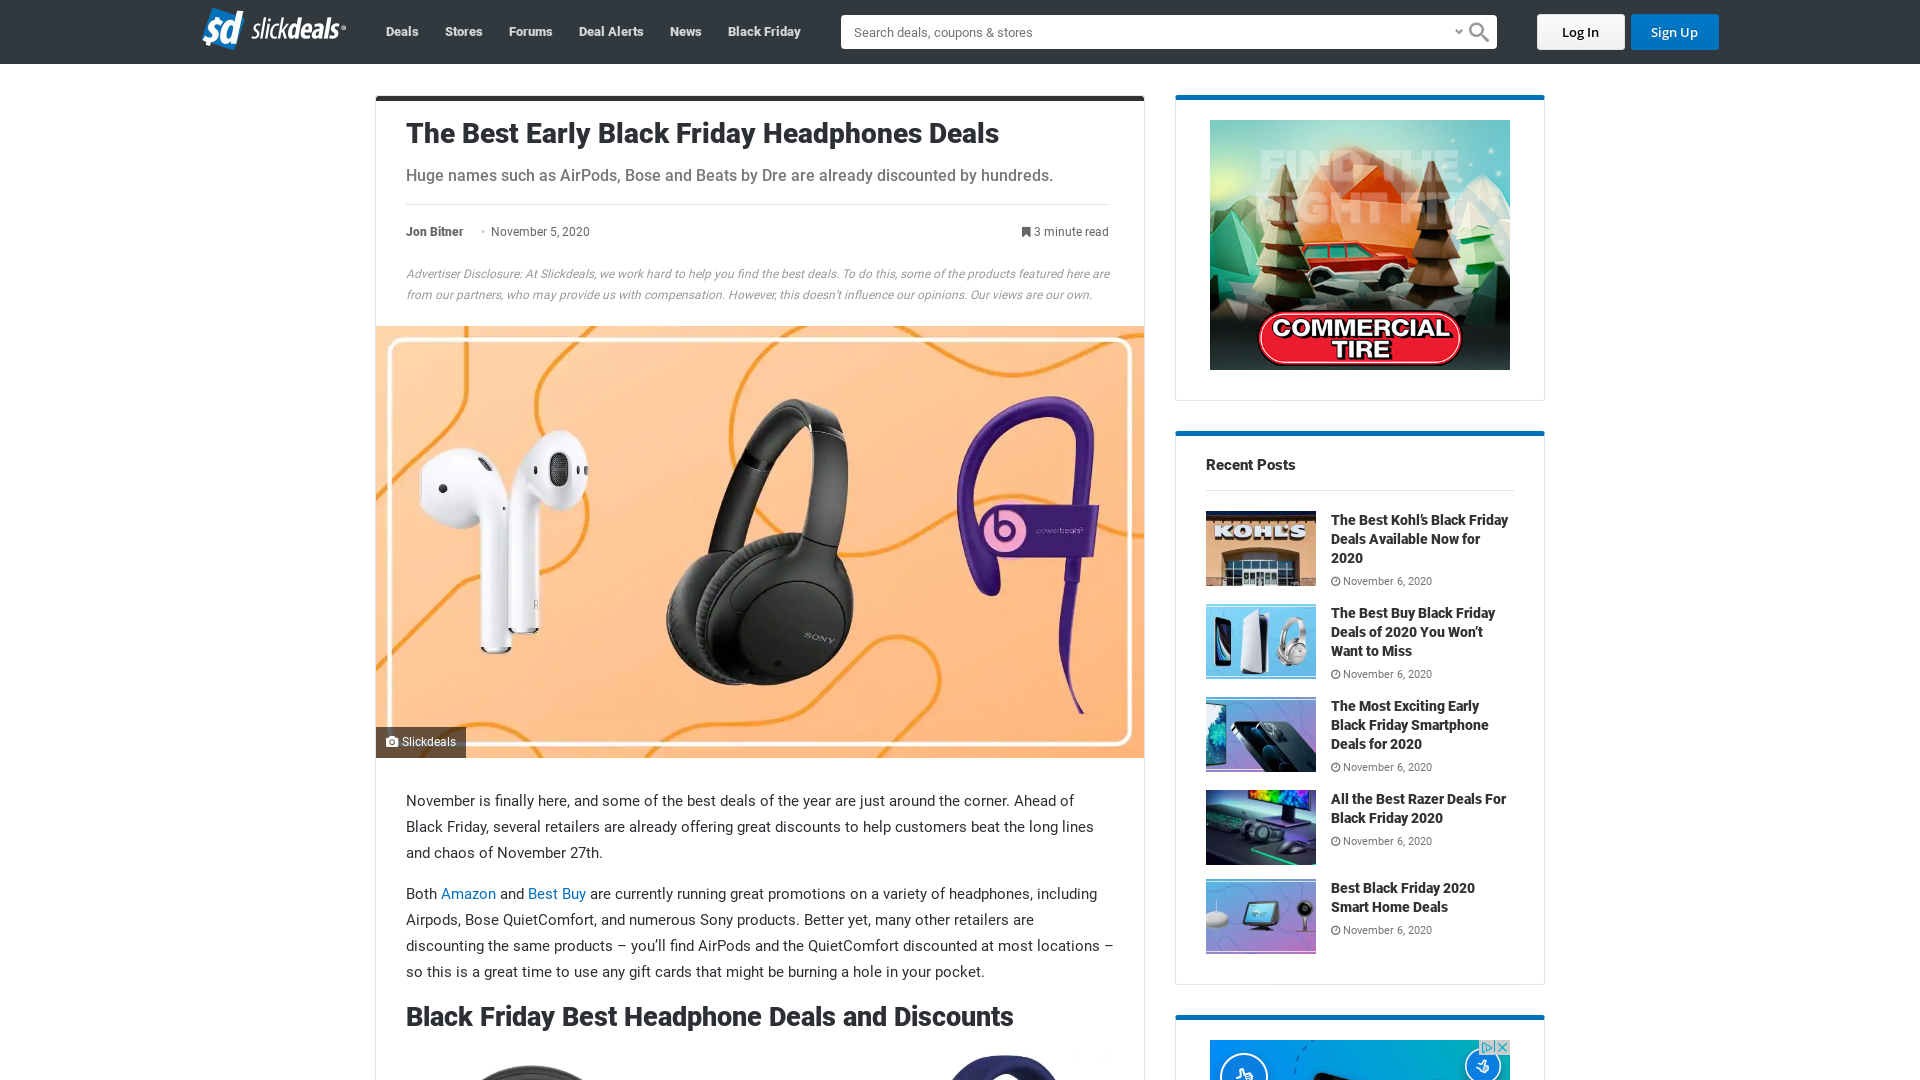 sd slickdeals
Deals
Stores
Forums
Deal Alerts
News
Black Friday
Search deals, coupons & stores
Log In
Sign Up
The Best Early Black Friday Headphones Deals
Huge names such as AirPods, Bose and Beats by Dre are already discounted by hundreds.
Jon Bitner • November 5, 2020
3 minute read
Advertiser Disclosure: At Slickdeals, we work hard to help you find the best deals. To do this, some of the products featured here are
from our partners, who may provide us with compensation. However, this doesn’t influence our opinions. Our views are our own.
SONY
b
powerbeats3
R
Slickdeals
November is finally here, and some of the best deals of the year are just around the corner. Ahead of
Black Friday, several retailers are already offering great discounts to help customers beat the long lines
and chaos of November 27th.
Both Amazon and Best Buy are currently running great promotions on a variety of headphones, including
Airpods, Bose QuietComfort, and numerous Sony products. Better yet, many other retailers are
discounting the same products – you’ll find AirPods and the QuietComfort discounted at most locations –
so this is a great time to use any gift cards that might be burning a hole in your pocket.
Black Friday Best Headphone Deals and Discounts
FIND THE
RIGHT FIT
COMMERCIAL
TIRE
Recent Posts
KOHL'S
The Best Kohl’s Black Friday
Deals Available Now for
2020
November 6, 2020
The Best Buy Black Friday
Deals of 2020 You Won’t
Want to Miss
November 6, 2020
The Most Exciting Early
Black Friday Smartphone
Deals for 2020
November 6, 2020
All the Best Razer Deals For
Black Friday 2020
November 6, 2020
Best Black Friday 2020
Smart Home Deals
November 6, 2020